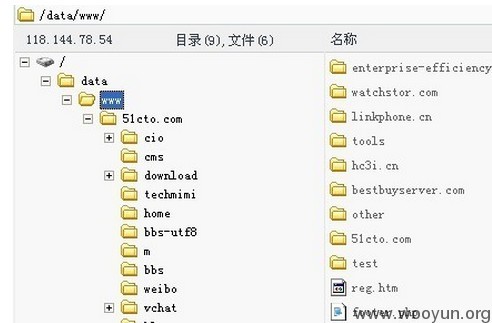 /data/www/
118.144.78.54 目录(9),文件(6) 名称
/
data
www
51cto.com
cio
cms
download
techmimi
home
bbs-utf8
m
bbs
weibo
vchat
enterprise-efficiency
watchstor.com
linkphone.cn
tools
hc3i.cn
bestbuyserver.com
other
51cto.com
test
reg.htm
www.wooyun.org